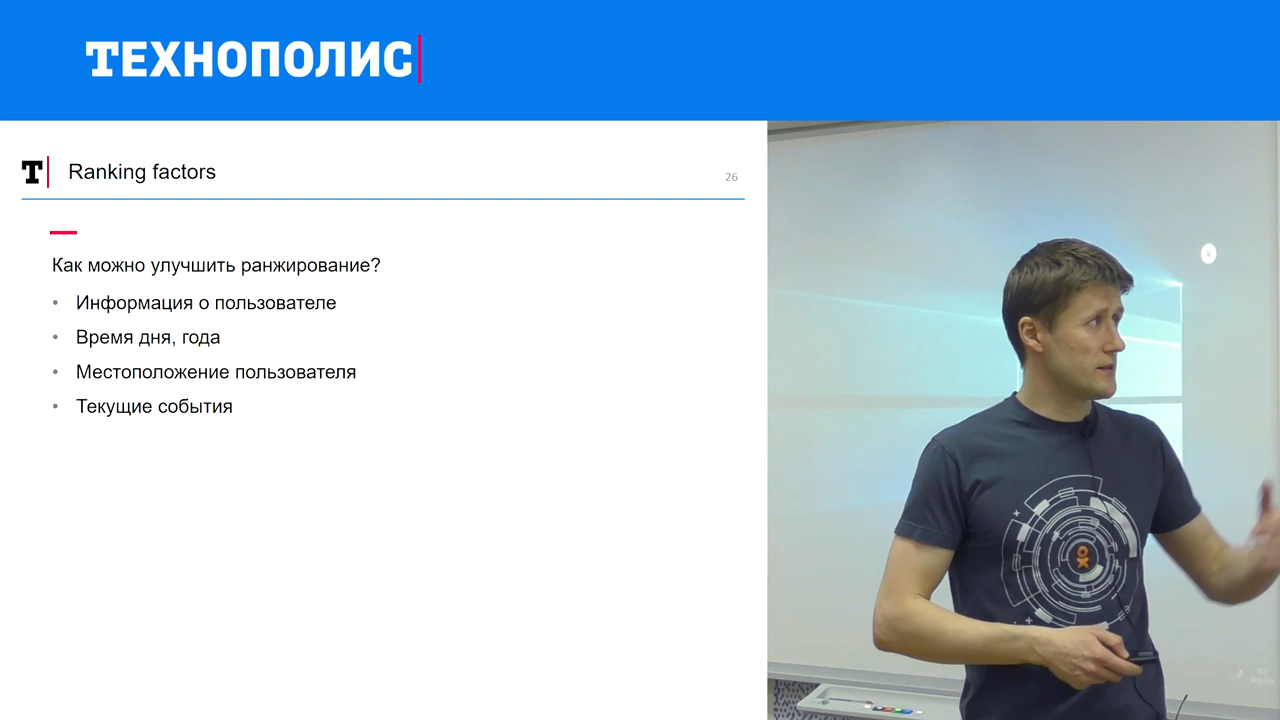 ТЕХНОПОЛИС
T
Ranking factors
26
Как можно улучшить ранжирование?
• Информация о пользователе
• Время дня, года
• Местоположение пользователя
• Текущие события